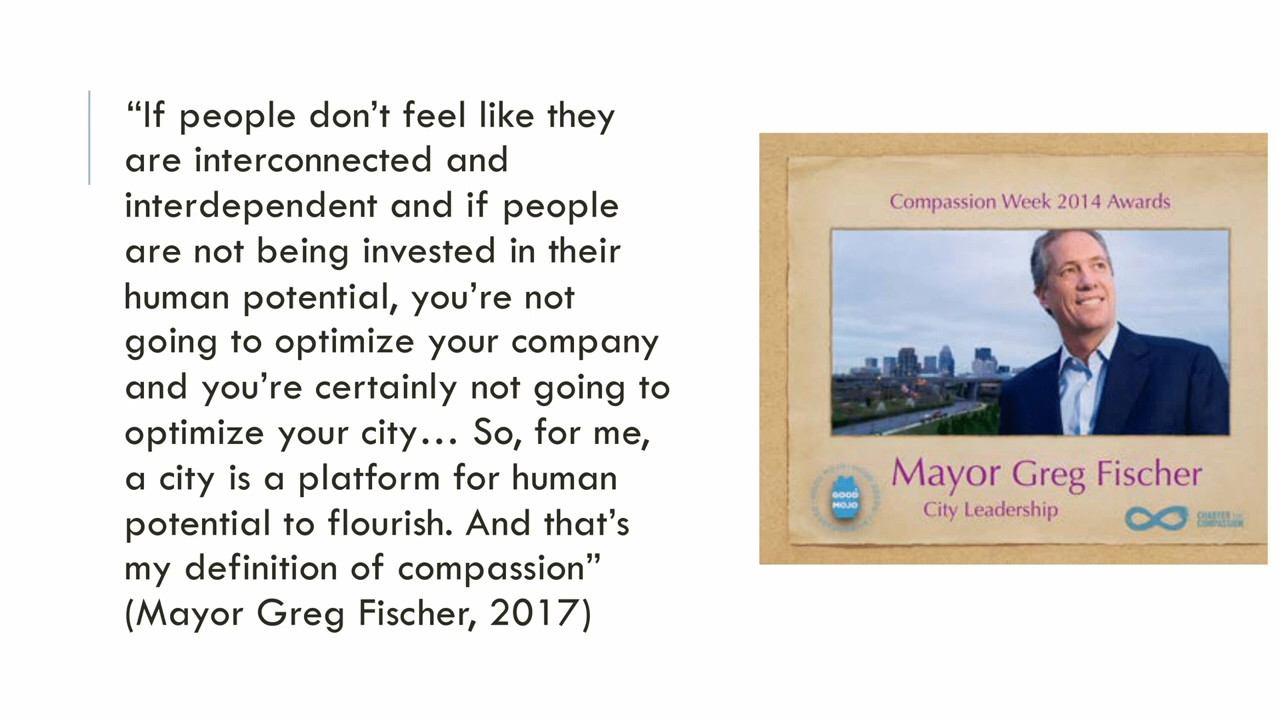 “If people don’t feel like they
are interconnected and
interdependent and if people
are not being invested in their
human potential, you’re not
going to optimize your company
and you’re certainly not going to
optimize your city… So, for me,
a city is a platform for human
potential to flourish. And that’s
my definition of compassion”
(Mayor Greg Fischer, 2017)
Compassion Week 2014 Awards
Mayor Greg Fischer
City Leadership
GOOD
MOJO
CHARTER FOR
COMPASSION